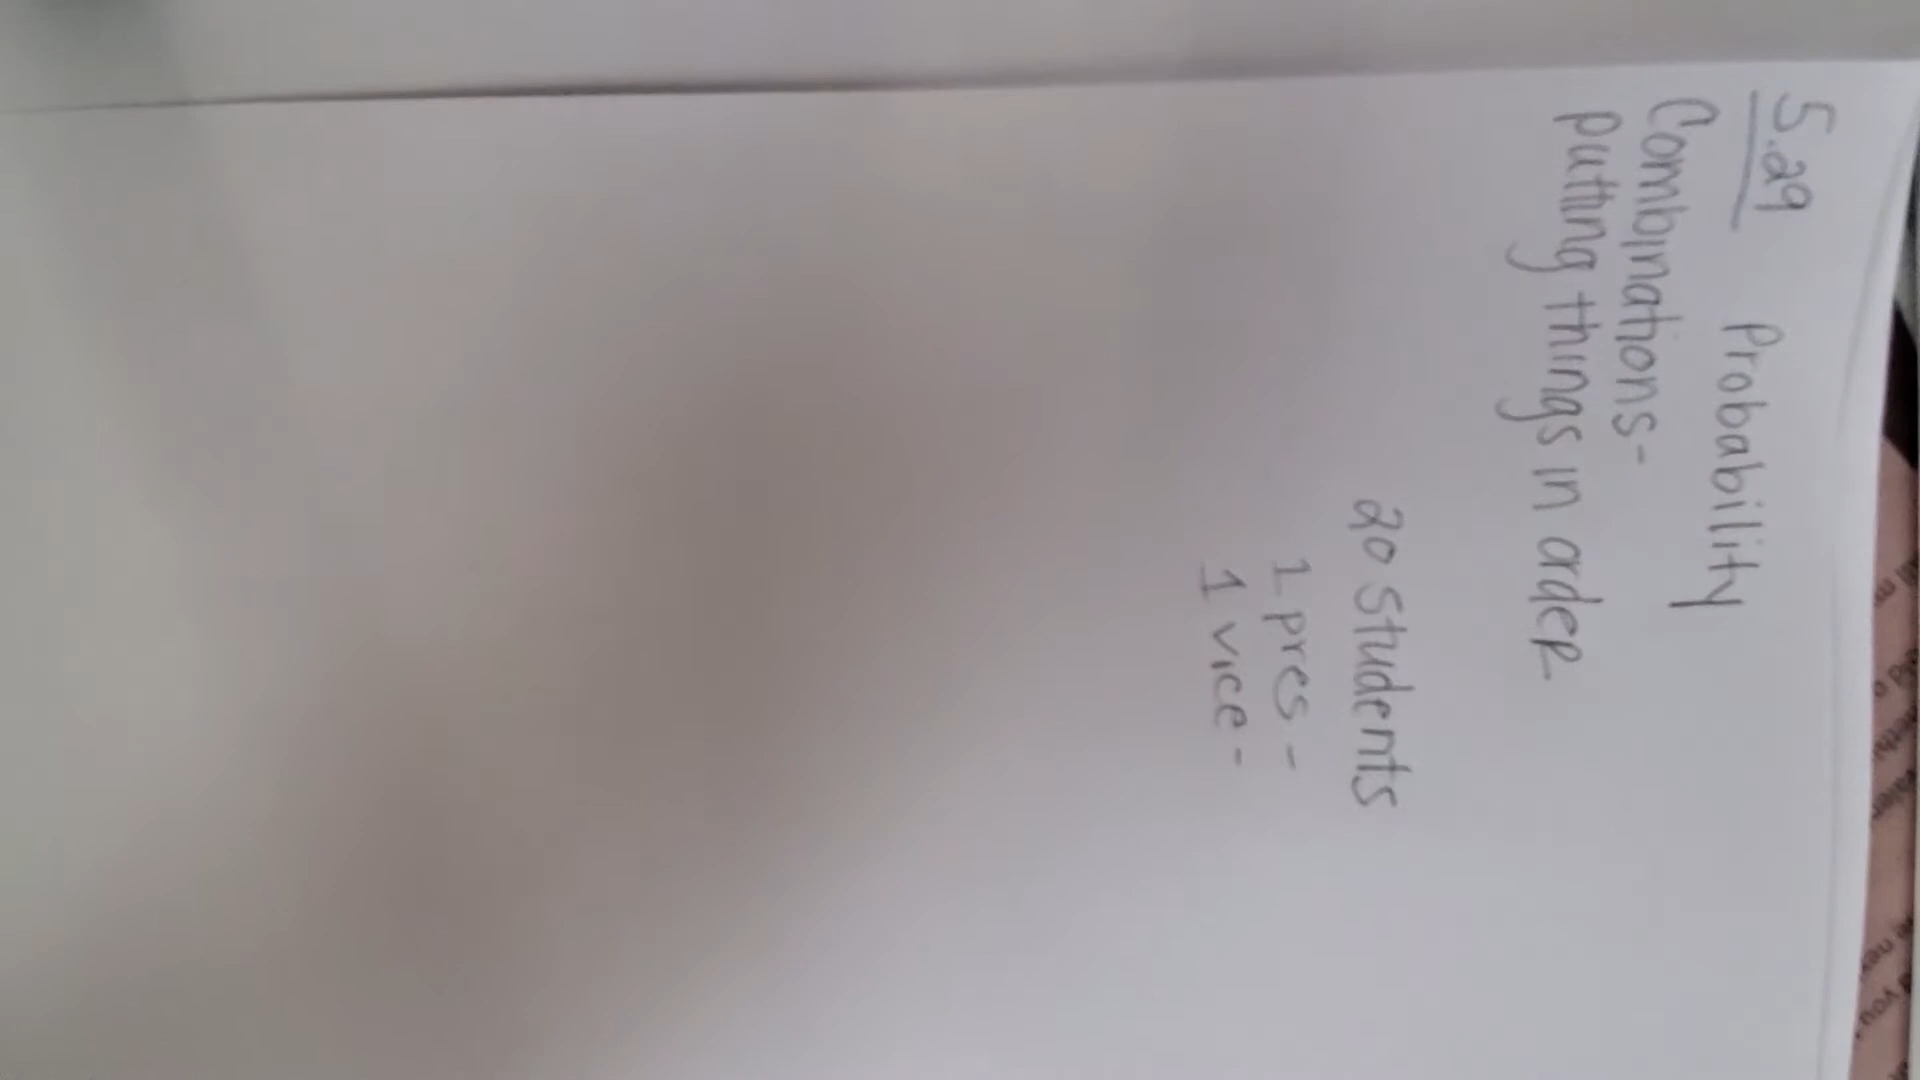 5.29 Probability
Combinations-
putting things in order
20 students
1 pres -
1 vice -